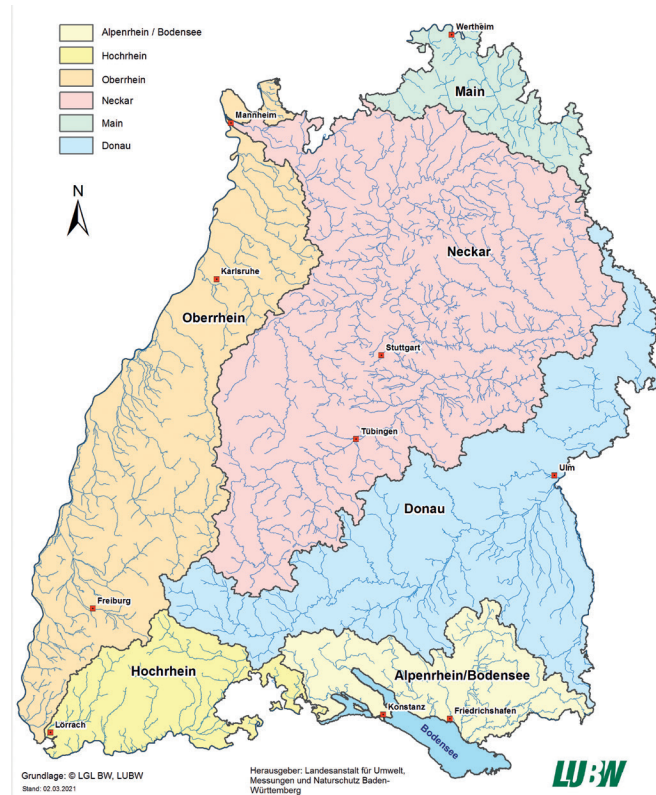 Alpenrhein / Bodensee
Hochrhein
Oberrhein
Neckar
Main
Donau
N
Wertheim
Main
Mannheim
Neckar
Karlsruhe
Oberrhein
Stuttgart
Tübingen
Ulm
Donau
Freiburg
Hochrhein
Alpenrhein/Bodensee
Konstanz
Friedrichshafen
Lörrach
Bodensee
Grundlage: © LGL BW, LUBW
Stand: 02.03.2021
Herausgeber: Landesanstalt für Umwelt,
Messungen und Naturschutz Baden-
Württemberg
LUBW